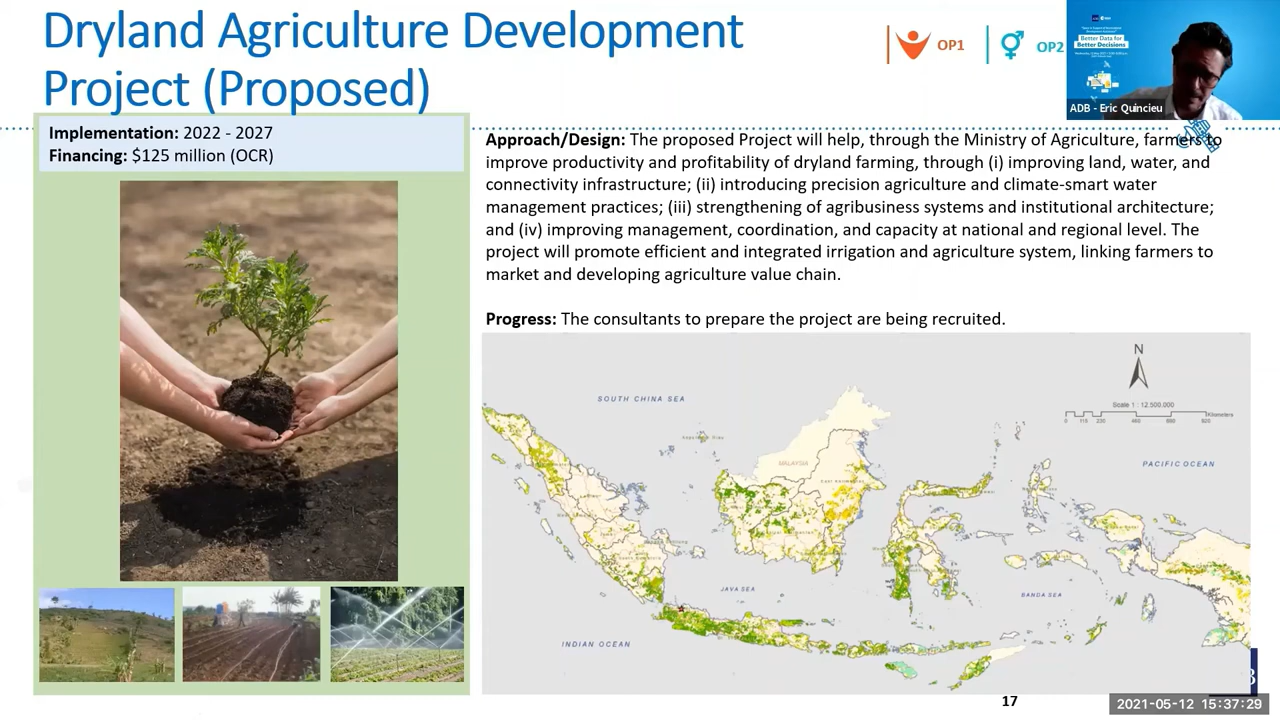 Dryland Agriculture Development
Project (Proposed)
OP1
OP2
Better Data for
Better Decisions
ADB - Eric Quincieu
Implementation: 2022 - 2027
Financing: $125 million (OCR)
Approach/Design: The proposed Project will help, through the Ministry of Agriculture, farmers to
improve productivity and profitability of dryland farming, through (i) improving land, water, and
connectivity infrastructure; (ii) introducing precision agriculture and climate-smart water
management practices; (iii) strengthening of agribusiness systems and institutional architecture;
and (iv) improving management, coordination, and capacity at national and regional level. The
project will promote efficient and integrated irrigation and agriculture system, linking farmers to
market and developing agriculture value chain.
Progress: The consultants to prepare the project are being recruited.
N
SOUTH CHINA SEA
Scale 1 : 12,500,000
Kilometers
MALAYSIA
PACIFIC OCEAN
JAVA SEA
BANDA SEA
INDIAN OCEAN
17
2021-05-12 15:37:29